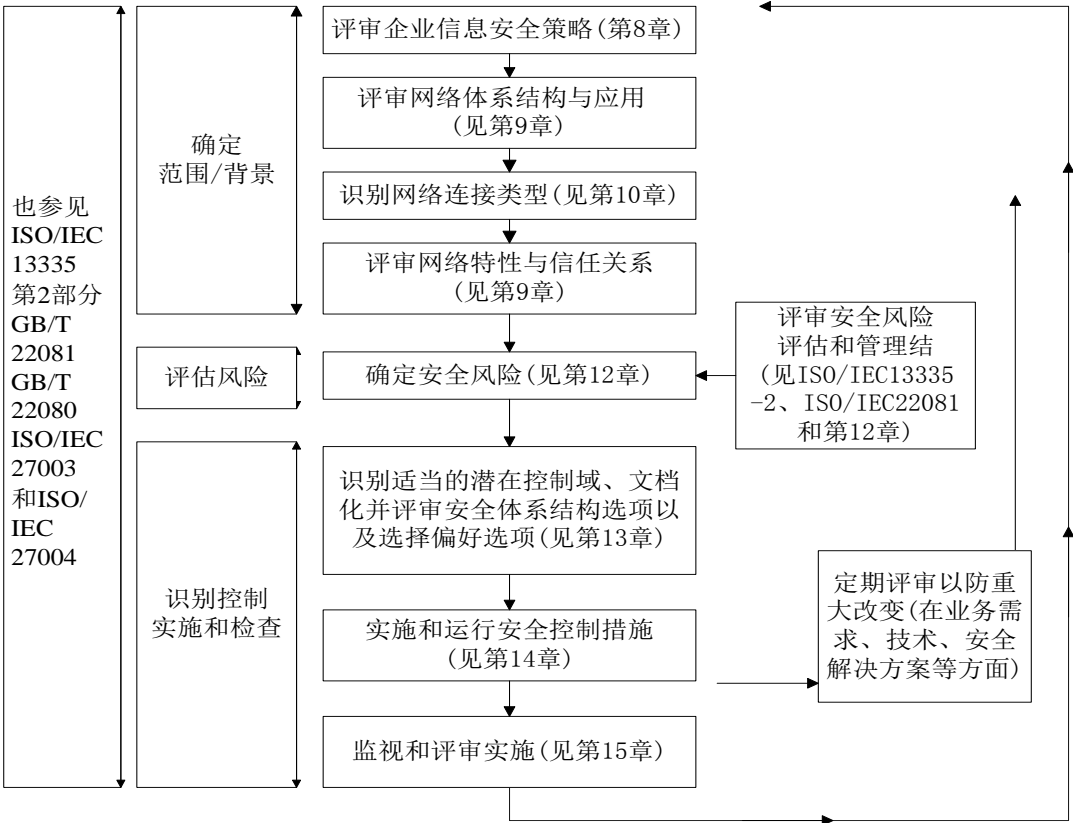 也参见
ISO/IEC
13335
第2部分
GB/T
22081
GB/T
22080
ISO/IEC
27003
和ISO/
IEC
27004
确定
范围/背景
评估风险
识别控制
实施和检查
评审企业信息安全策略(第8章)
评审网络体系结构与应用
(见第9章)
识别网络连接类型(见第10章)
评审网络特性与信任关系
(见第9章)
确定安全风险(见第12章)
识别适当的潜在控制域、文档
化并评审安全体系结构选项以
及选择偏好选项(见第13章)
实施和运行安全控制措施
(见第14章)
监视和评审实施(见第15章)
评审安全风险
评估和管理结
(见ISO/IEC13335
-2、ISO/IEC22081
和第12章)
定期评审以防重
大改变(在业务需
求、技术、安全
解决方案等方面)